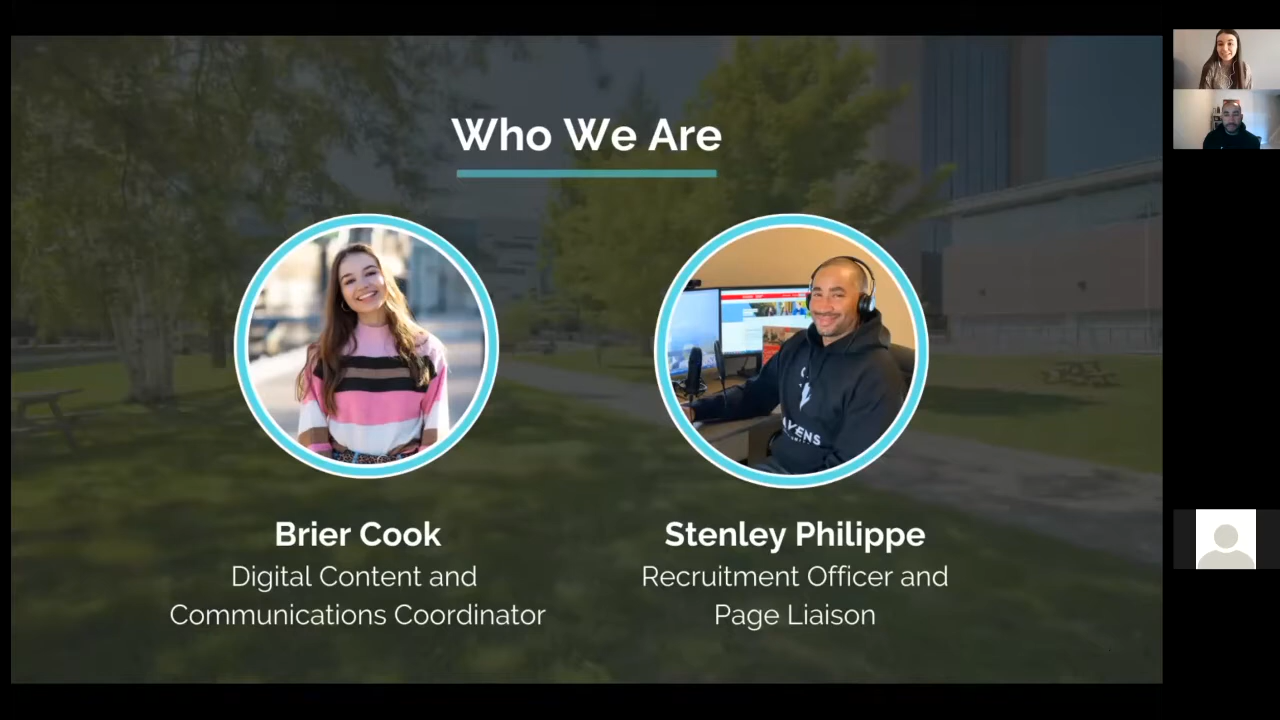 Who We Are
Brier Cook
Digital Content and
Communications Coordinator
Stenley Philippe
Recruitment Officer and
Page Liaison